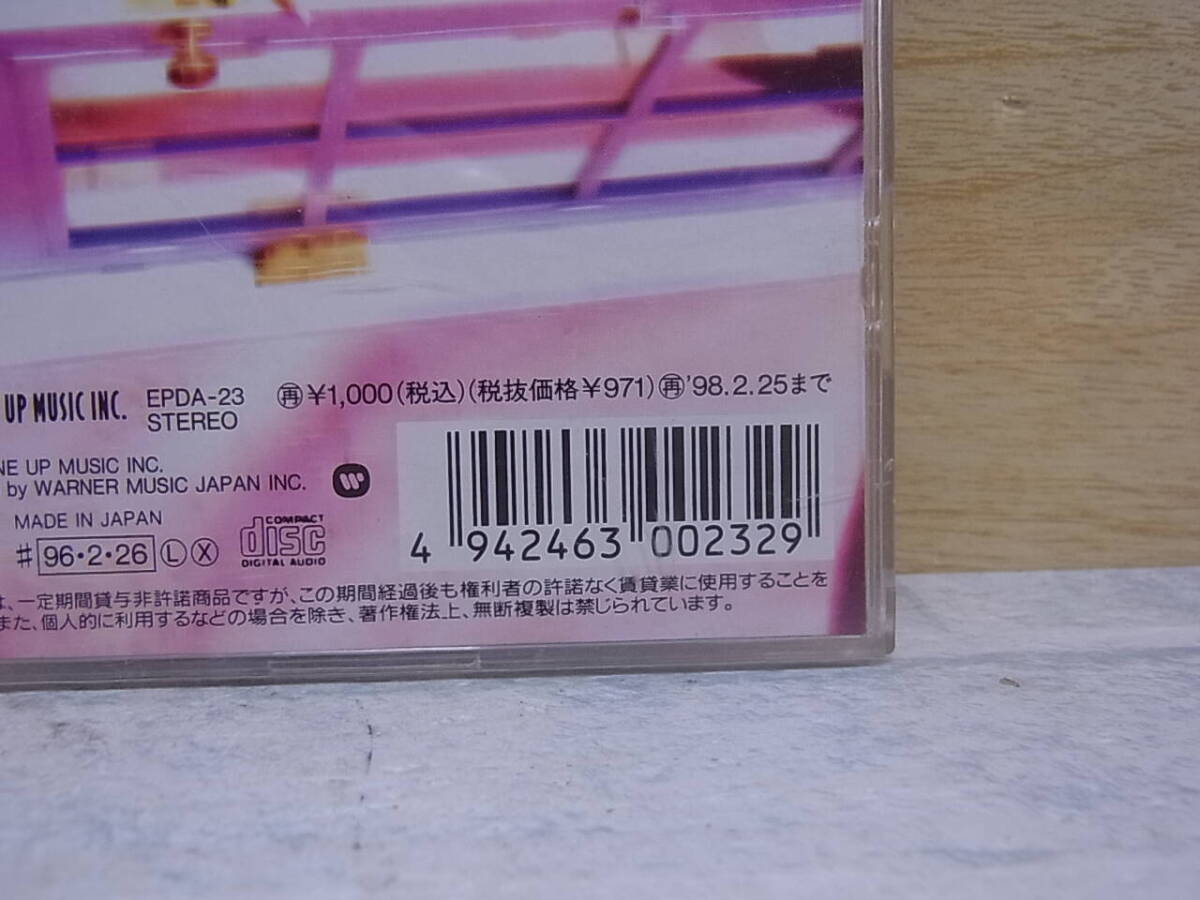 UP MUSIC INC. EPDA-23 ㊢¥1,000(税込)(税抜価格¥971)㊢'98.2.25まで
STEREO
NE UP MUSIC INC.
by WARNER MUSIC JAPAN INC.
MADE IN JAPAN
♯ 96・2・26 Ⓛ Ⓧ COMPACT disc DIGITAL AUDIO
4 942463 002329
は、一定期間貸与非許諾商品ですが、この期間経過後も権利者の許諾なく賃貸業に使用することを
また、個人的に利用するなどの場合を除き、著作権法上、無断複製は禁じられています。